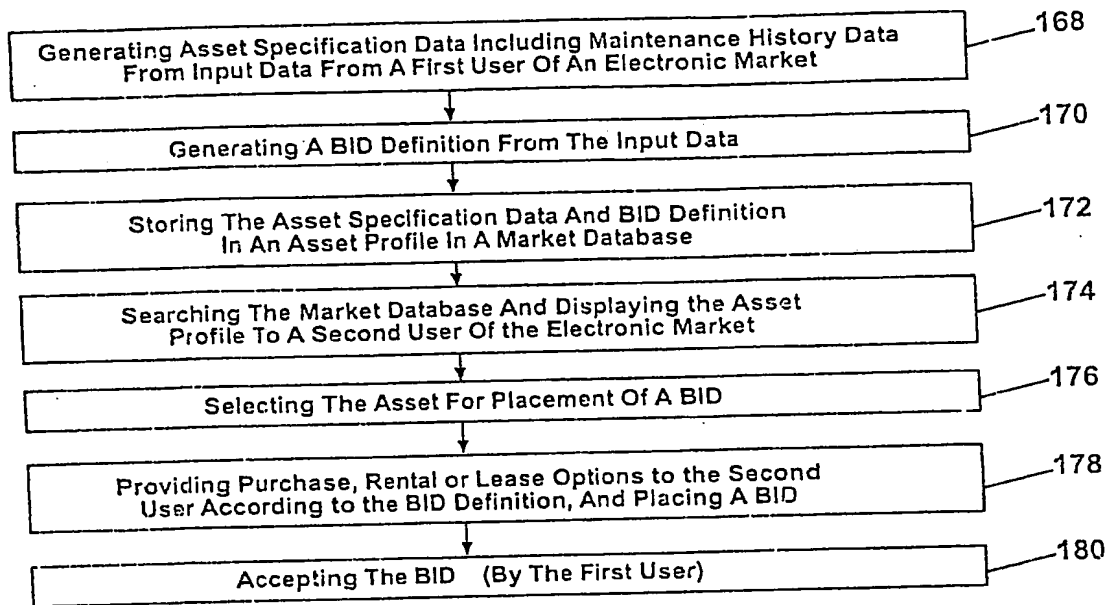 Generating Asset Specification Data Including Maintenance History Data
From Input Data From A First User Of An Electronic Market
168
Generating A BID Definition From The Input Data
170
Storing The Asset Specification Data And BID Definition
In An Asset Profile In A Market Database
172
Searching The Market Database And Displaying the Asset
Profile To A Second User Of the Electronic Market
174
Selecting The Asset For Placement Of A BID
176
Providing Purchase, Rental or Lease Options to the Second
User According to the BID Definition, And Placing A BID
178
Accepting The BID (By The First User)
180